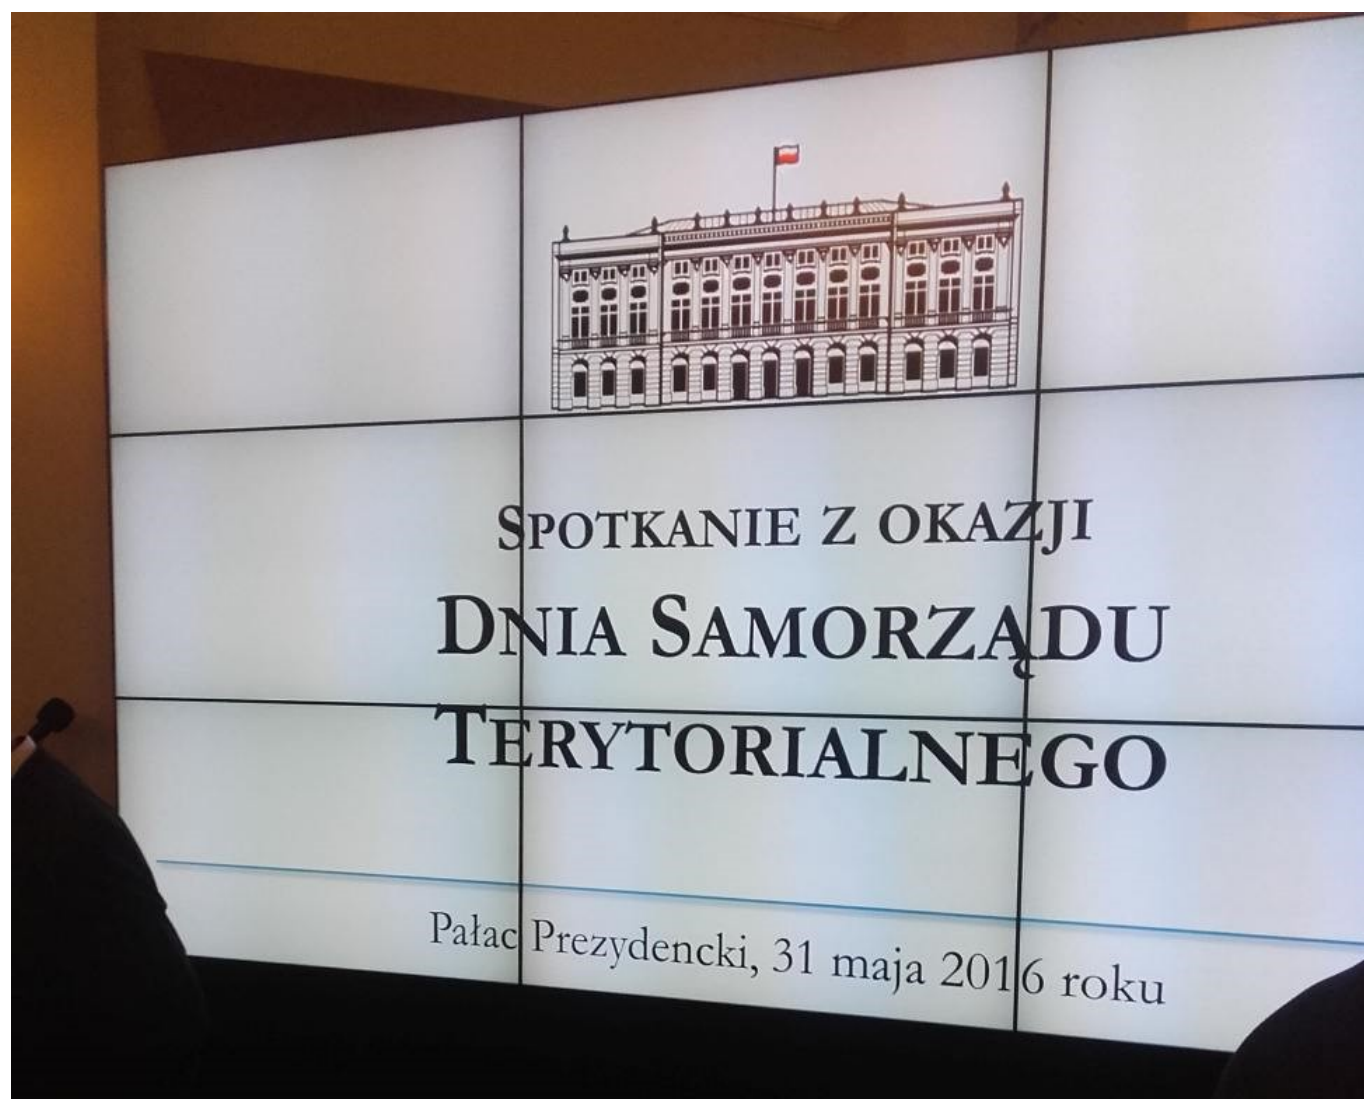 SPOTKANIE Z OKAZJI
DNIA SAMORZĄDU
TERYTORIALNEGO
Pałac Prezydencki, 31 maja 2016 roku